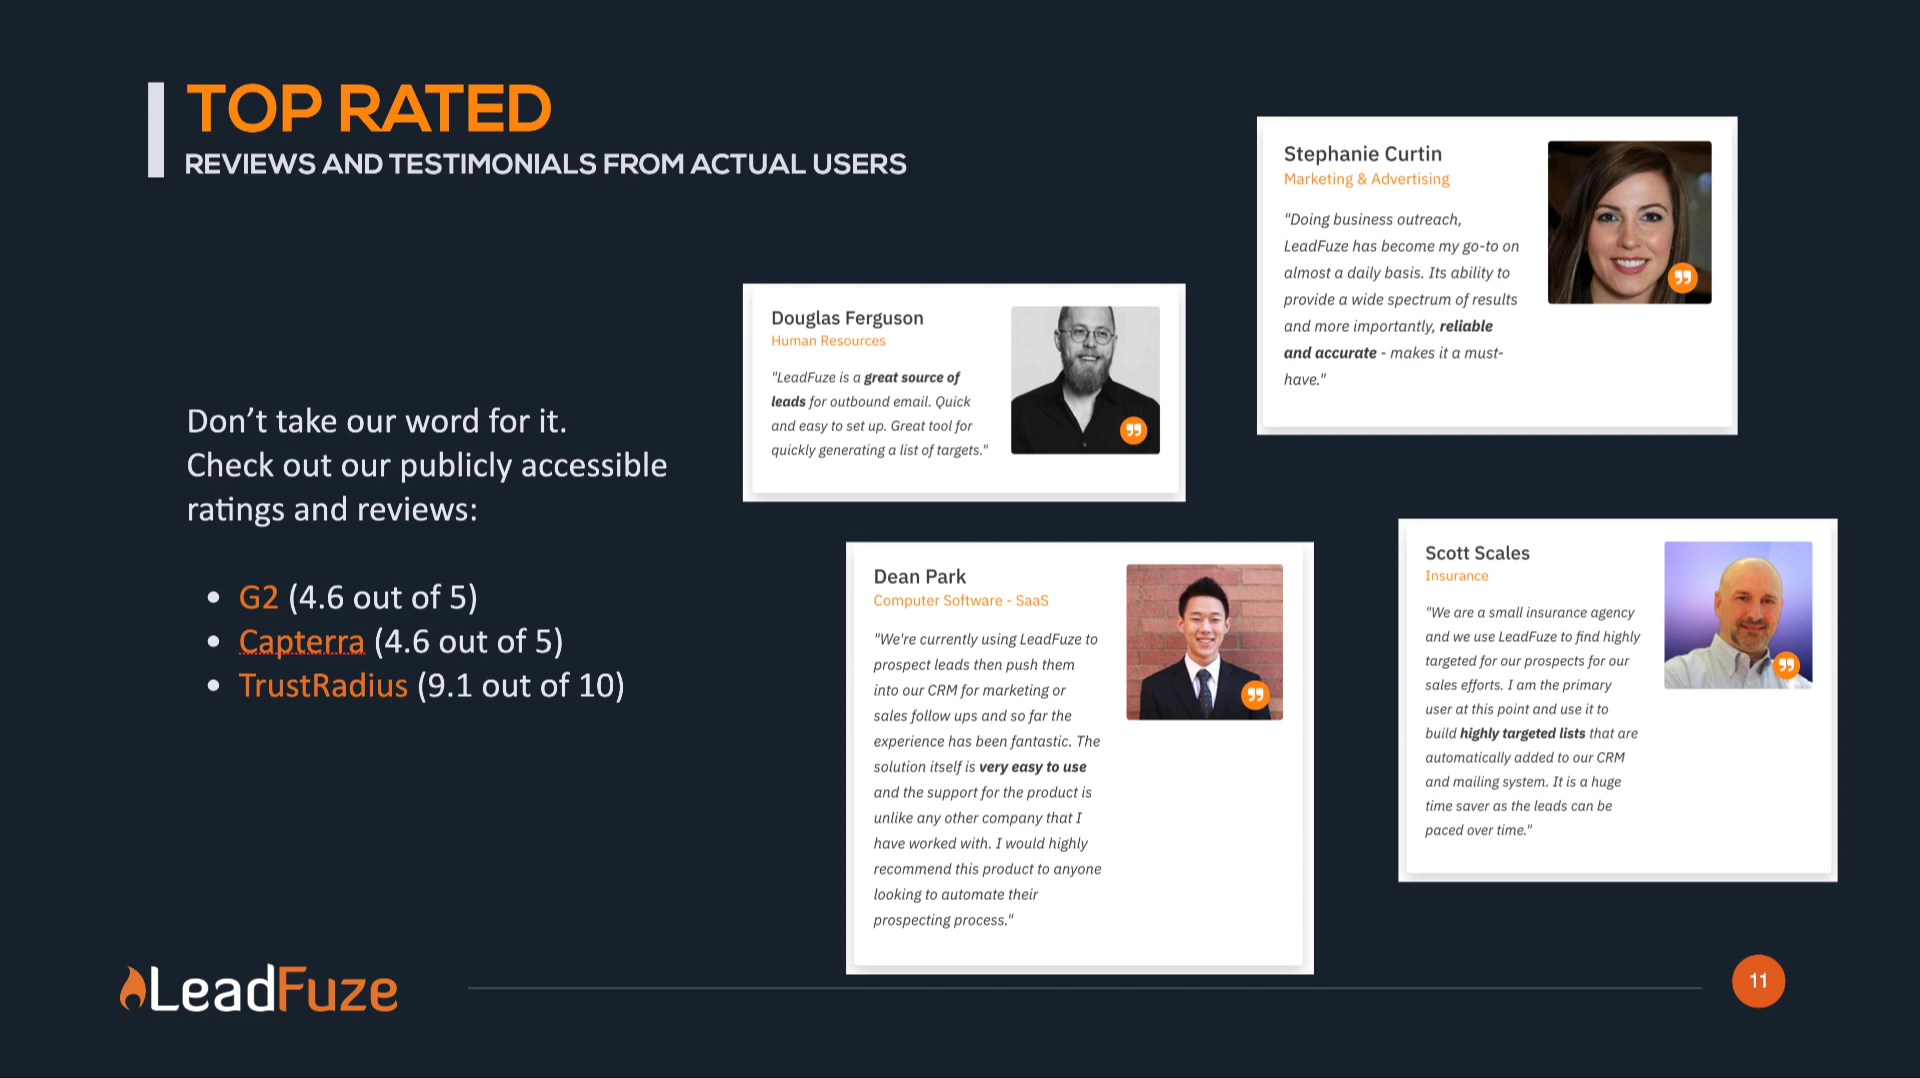 TOP RATED
REVIEWS AND TESTIMONIALS FROM ACTUAL USERS
Don't take our word for it.
Check out our publicly accessible
ratings and reviews:
• G2 (4.6 out of 5)
• Capterra (4.6 out of 5)
• TrustRadius (9.1 out of 10)
Douglas Ferguson
Human Resources
"LeadFuze is a great source of
leads for outbound email. Quick
and easy to set up. Great tool for
quickly generating a list of targets."
Stephanie Curtin
Marketing & Advertising
"Doing business outreach,
LeadFuze has become my go-to on
almost a daily basis. Its ability to
provide a wide spectrum of results
and more importantly, reliable
and accurate - makes it a must-
have."
Dean Park
Computer Software - SaaS
"We're currently using LeadFuze to
prospect leads then push them
into our CRM for marketing or
sales follow ups and so far the
experience has been fantastic. The
solution itself is very easy to use
and the support for the product is
unlike any other company that I
have worked with. I would highly
recommend this product to anyone
looking to automate their
prospecting process."
Scott Scales
Insurance
"We are a small insurance agency
and we use LeadFuze to find highly
targeted for our prospects for our
sales efforts. I am the primary
user at this point and use it to
build highly targeted lists that are
automatically added to our CRM
and mailing system. It is a huge
time saver as the leads can be
paced over time."
LeadFuze
11